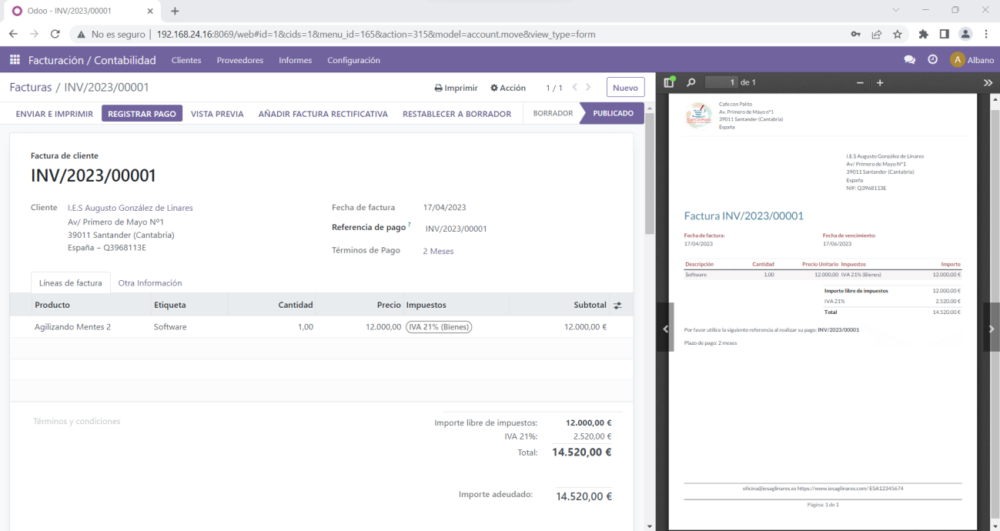 Odoo - INV/2023/00001
No es seguro | 192.168.24.16:8069/web#id=1&cids=1&menu_id=165&action=315&model=account.move&view_type=form
Facturación / Contabilidad Clientes Proveedores Informes Configuración A Albano
Facturas / INV/2023/00001 Imprimir Acción 1 / 1 Nuevo
ENVIAR E IMPRIMIR REGISTRAR PAGO VISTA PREVIA AÑADIR FACTURA RECTIFICATIVA RESTABLECER A BORRADOR BORRADOR PUBLICADO
Factura de cliente
INV/2023/00001
Cliente I.E.S Augusto González de Linares
Av/ Primero de Mayo Nº1
39011 Santander (Cantabria)
España – Q3968113E
Fecha de factura 17/04/2023
Referencia de pago ? INV/2023/00001
Términos de Pago 2 Meses
Líneas de factura Otra Información
Producto Etiqueta Cantidad Precio Impuestos Subtotal
Agilizando Mentes 2 Software 1,00 12.000,00 IVA 21% (Bienes) 12.000,00 €
Términos y condiciones
Importe libre de impuestos: 12.000,00 €
IVA 21%: 2.520,00 €
Total: 14.520,00 €
Importe adeudado: 14.520,00 €
1 de 1
Cafe con Palito
Av. Primero de Mayo nº1
39011 Santander (Cantabria)
España
I.E.S Augusto González de Linares
Av/ Primero de Mayo Nº1
39011 Santander (Cantabria)
España
NIF: Q3968113E
Factura INV/2023/00001
Fecha de factura: Fecha de vencimiento:
17/04/2023 17/06/2023
Descripción Cantidad Precio Unitario Impuestos Importe
Software 1,00 12.000,00 IVA 21% (Bienes) 12.000,00 €
Importe libre de impuestos 12.000,00 €
IVA 21% 2.520,00 €
Total 14.520,00 €
Por favor utilice la siguiente referencia al realizar su pago: INV/2023/00001
Plazo de pago: 2 meses
oficina@iesaglinares.es https://www.iesaglinares.com/ ESA12345674
Página: 1 de 1